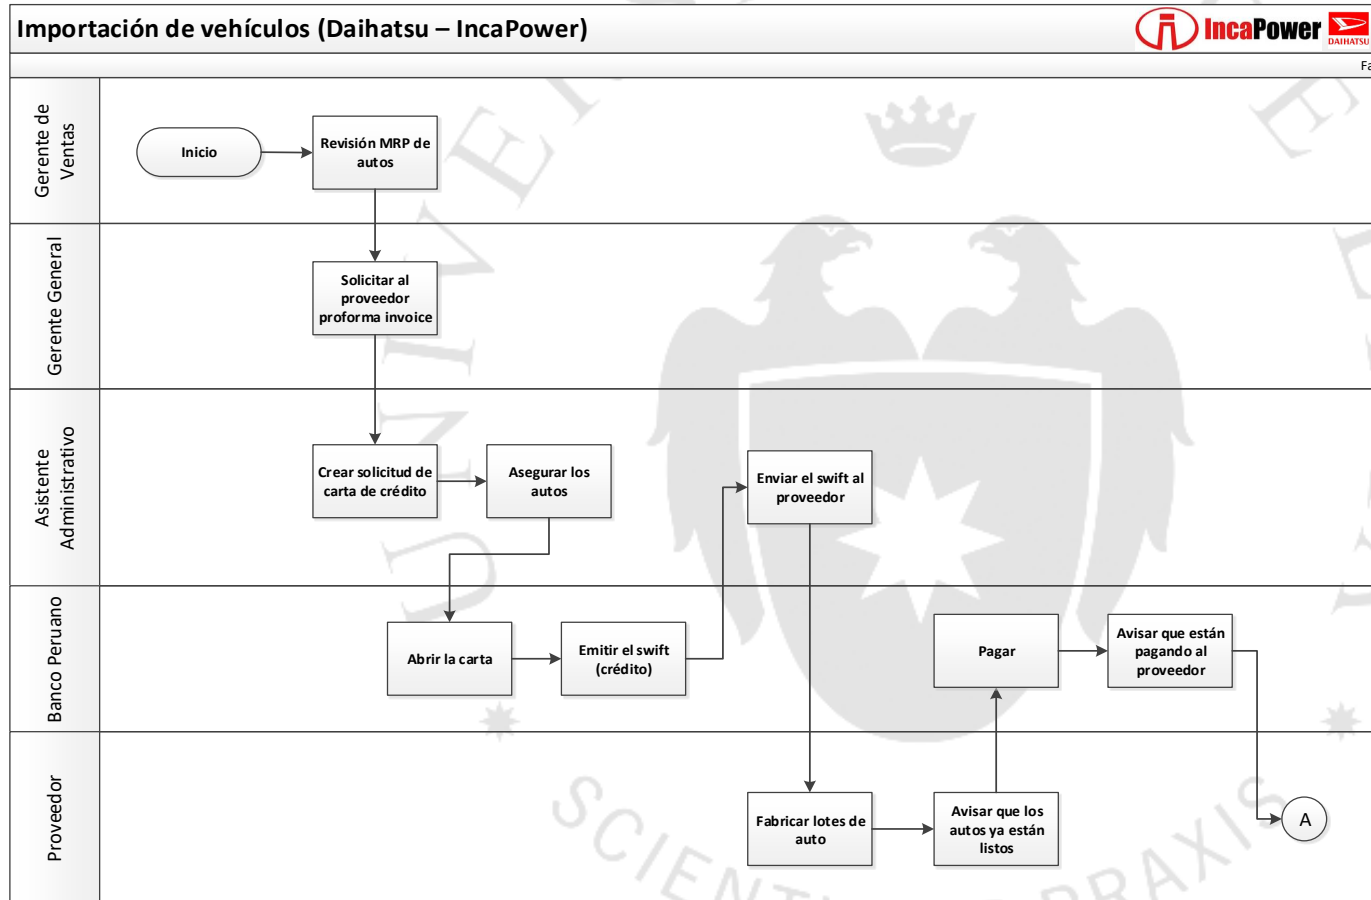 Importación de vehículos (Daihatsu – IncaPower)
IncaPower
DAIHATSU
Fa
Gerente de
Ventas
Inicio
Revisión MRP de
autos
Gerente General
Solicitar al
proveedor
proforma invoice
Asistente
Administrativo
Crear solicitud de
carta de crédito
Asegurar los
autos
Enviar el swift al
proveedor
Banco Peruano
Abrir la carta
Emitir el swift
(crédito)
Pagar
Avisar que están
pagando al
proveedor
Proveedor
Fabricar lotes de
auto
Avisar que los
autos ya están
listos
A